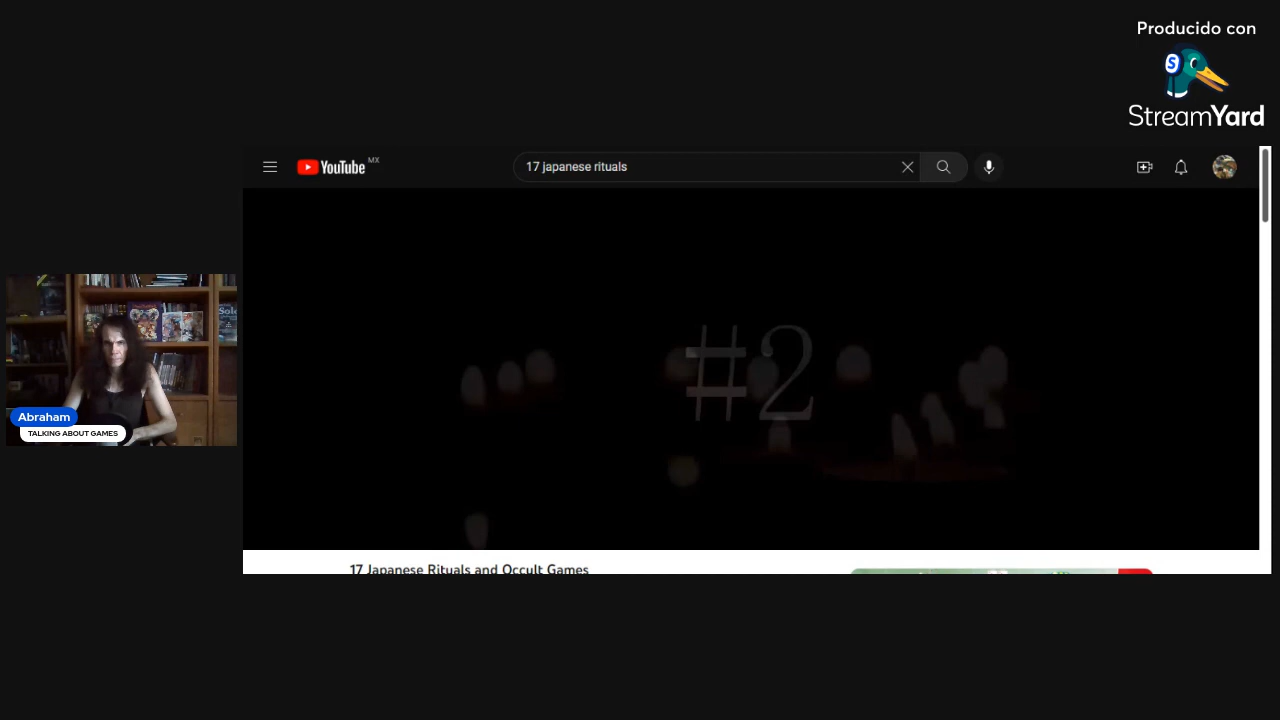 Producido con
StreamYard
YouTube MX
17 japanese rituals
#2
Solo
Abraham
TALKING ABOUT GAMES
17 Japanese Rituals and Occult Games